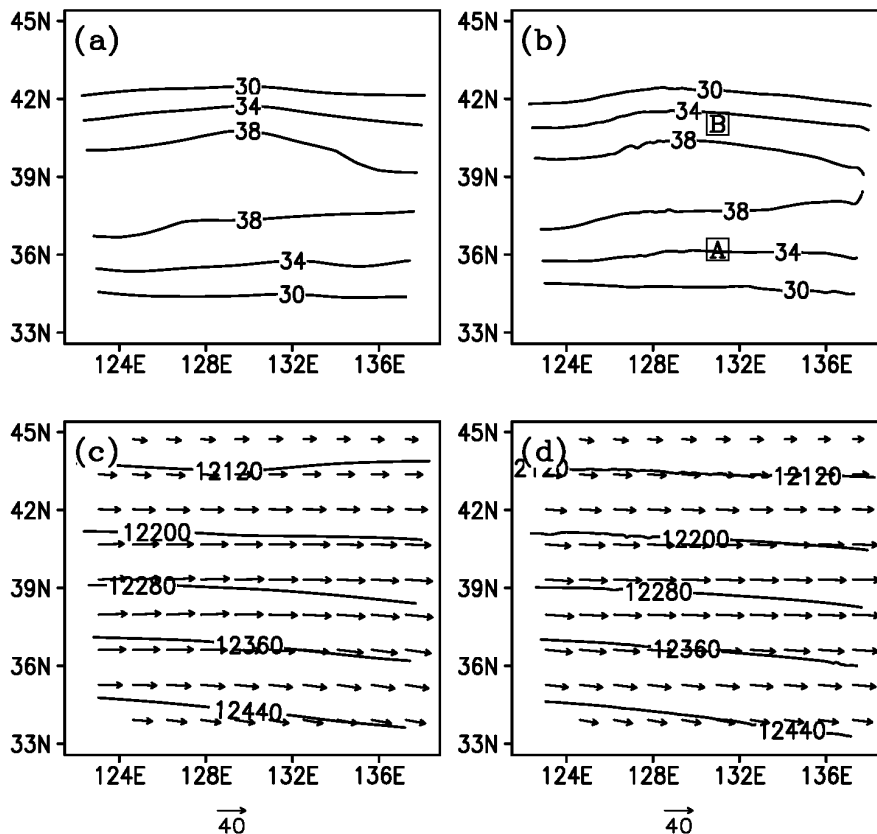 45N (a) 45N (b)
30 30
42N 34 42N 34
B
38 38
39N 39N
38 38
36N 34 36N A 34
30 30
33N 33N
124E 128E 132E 136E 124E 128E 132E 136E
45N (c) 45N (d)
12120 12120 12120
42N 12200 42N 12200
39N 12280 39N 12280
36N 12360 36N 12360
12440 12440
33N 33N
124E 128E 132E 136E 124E 128E 132E 136E
40 40